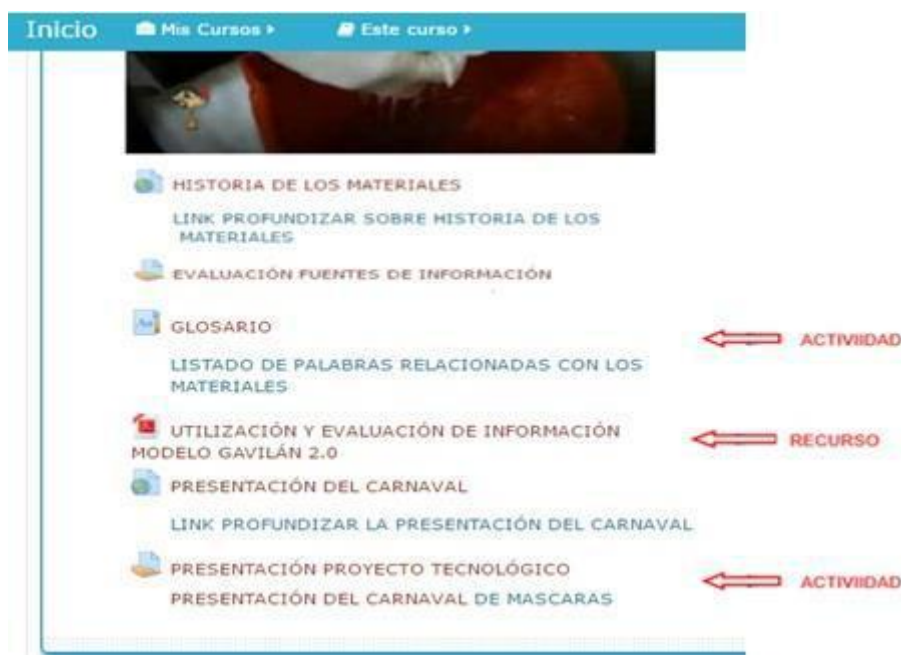 Inicio Mis Cursos Este curso
HISTORIA DE LOS MATERIALES
LINK PROFUNDIZAR SOBRE HISTORIA DE LOS
MATERIALES
EVALUACIÓN FUENTES DE INFORMACIÓN
GLOSARIO
ACTIVIIDAD
LISTADO DE PALABRAS RELACIONADAS CON LOS
MATERIALES
UTILIZACIÓN Y EVALUACIÓN DE INFORMACIÓN
MODELO GAVILÁN 2.0
RECURSO
PRESENTACIÓN DEL CARNAVAL
LINK PROFUNDIZAR LA PRESENTACIÓN DEL CARNAVAL
PRESENTACIÓN PROYECTO TECNOLÓGICO
ACTIVIIDAD
PRESENTACIÓN DEL CARNAVAL DE MASCARAS